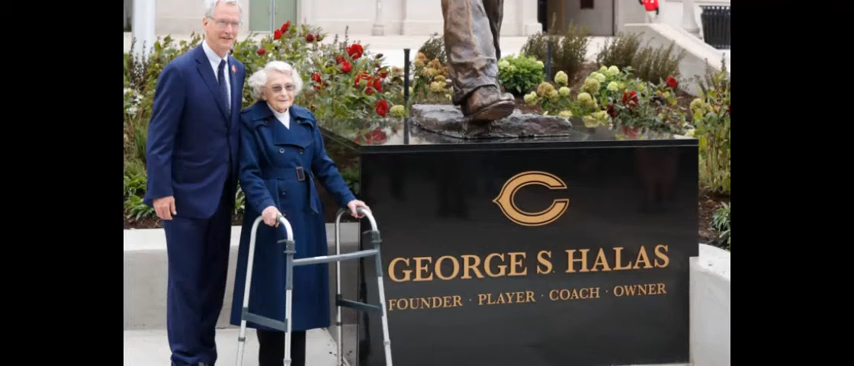 GEORGE S. HALAS
FOUNDER · PLAYER · COACH · OWNER